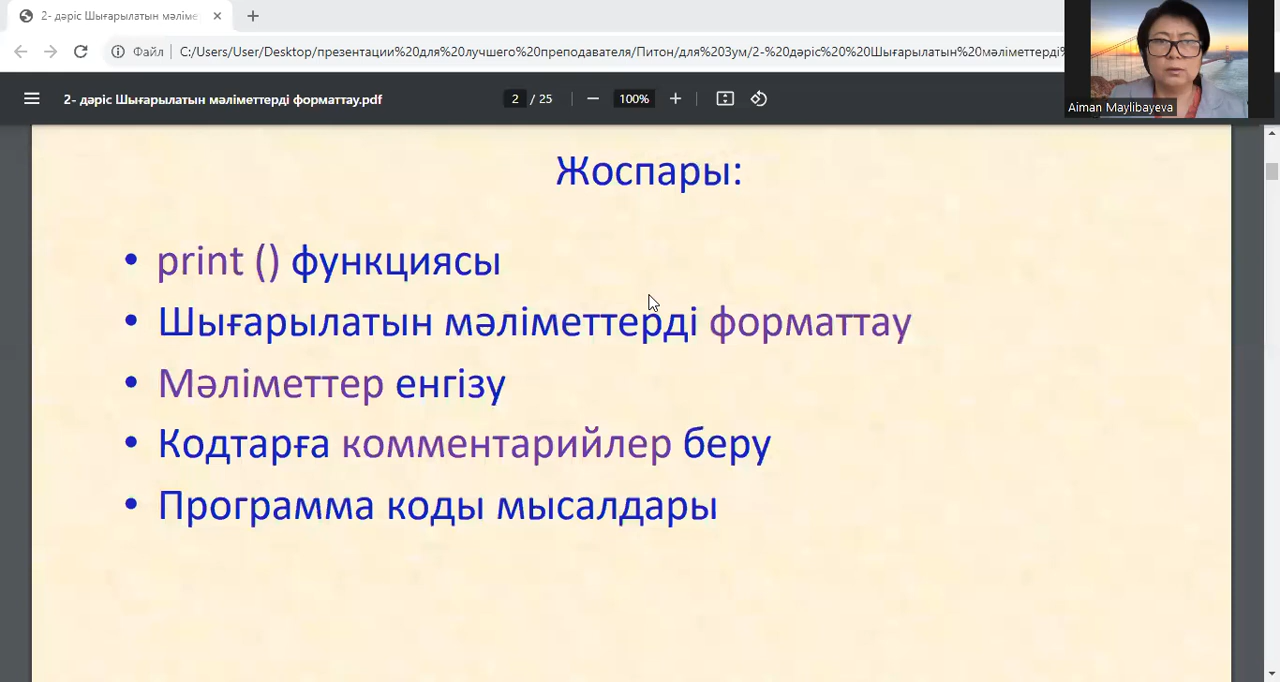 2- дәріс Шығарылатын мәліме
Файл
C:/Users/User/Desktop/презентации%20для%20лучшего%20преподавателя/Питон/для%20Зум/2-%20дәріс%20%20Шығарылатын%20мәліметтерді%
2- дәріс Шығарылатын мәліметтерді форматтау.pdf
2 / 25
100%
Aiman Maylibayeva
Жоспары:
• print () функциясы
• Шығарылатын мәліметтерді форматтау
• Мәліметтер енгізу
• Кодтарға комментарийлер беру
• Программа коды мысалдары